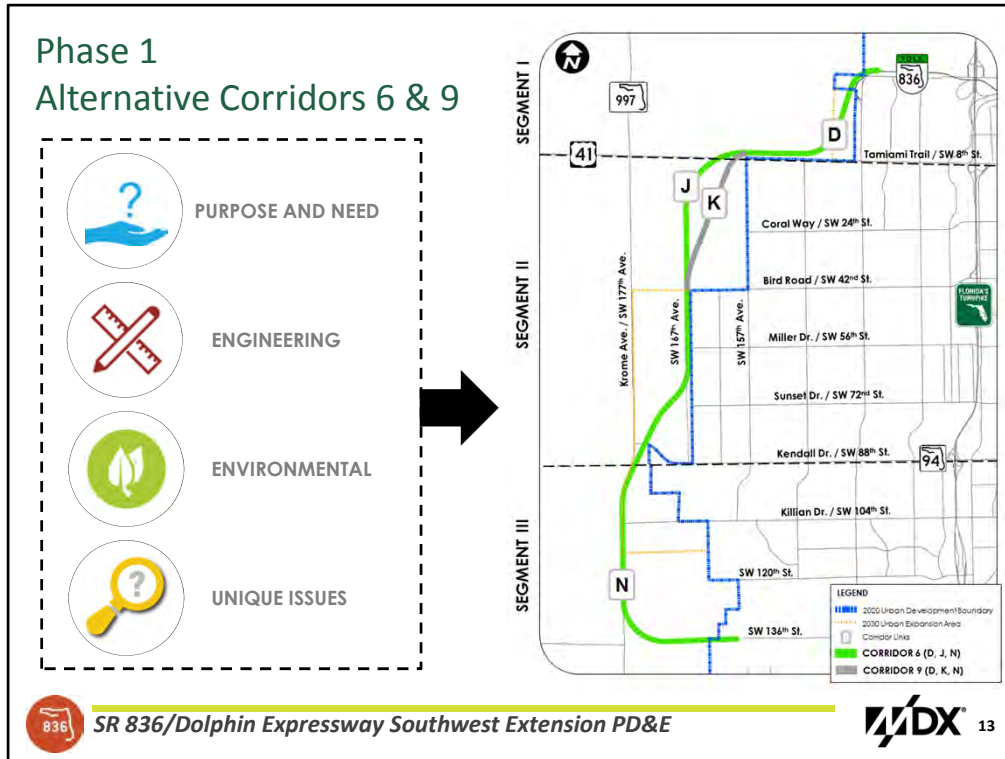 Phase 1
Alternative Corridors 6 & 9
PURPOSE AND NEED
ENGINEERING
ENVIRONMENTAL
UNIQUE ISSUES
SEGMENT I
SEGMENT II
SEGMENT III
N
997
TOLL
836
41
D
Tamiami Trail / SW 8th St.
J
K
Coral Way / SW 24th St.
Bird Road / SW 42nd St.
FLORIDA'S
TURNPIKE
Krome Ave. / SW 177th Ave.
SW 167th Ave.
SW 157th Ave.
Miller Dr. / SW 56th St.
Sunset Dr. / SW 72nd St.
Kendall Dr. / SW 88th St.
94
Killian Dr. / SW 104th St.
N
SW 120th St.
SW 136th St.
LEGEND
2020 Urban Development Boundary
2030 Urban Expansion Area
Corridor Links
CORRIDOR 6 (D, J, N)
CORRIDOR 9 (D, K, N)
836
SR 836/Dolphin Expressway Southwest Extension PD&E
MDX
13